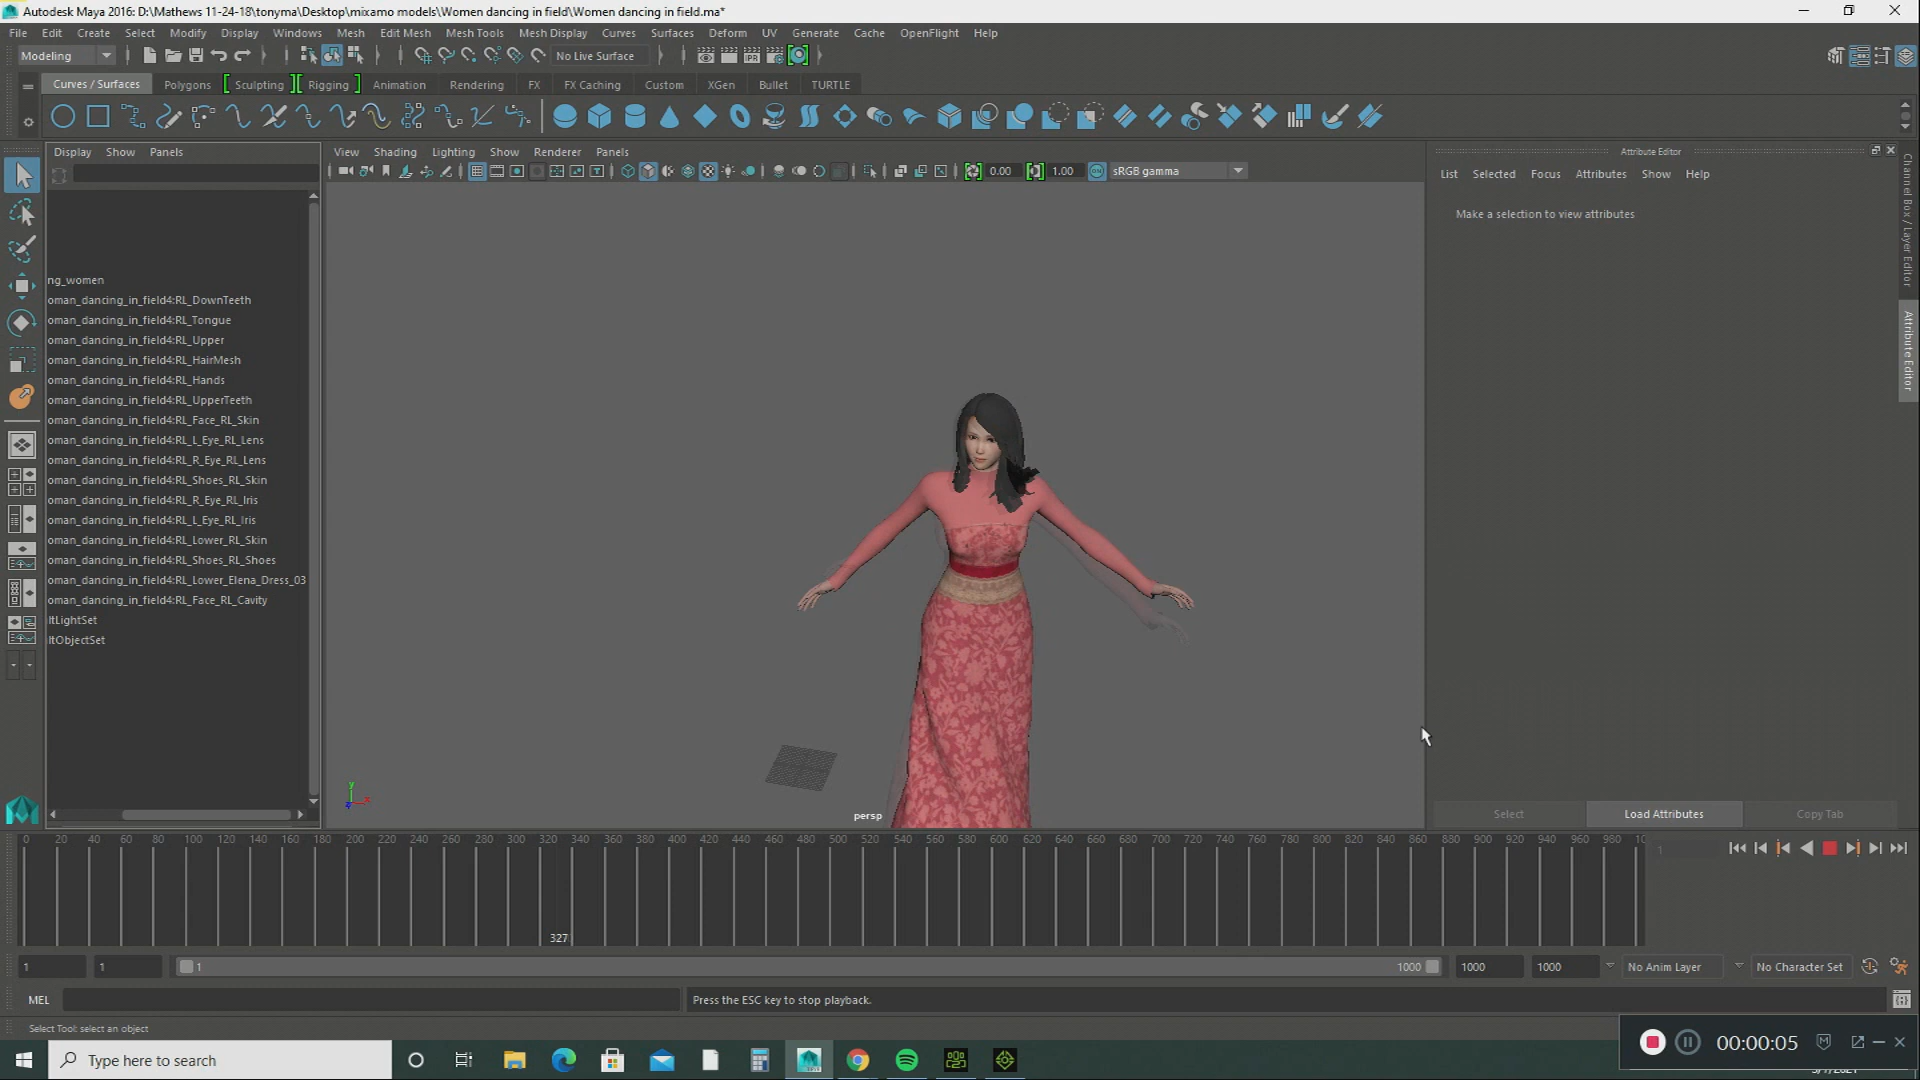 Autodesk Maya 2016: D:\Mathews 11-24-18\tonyma\Desktop\mixamo models\Women dancing in field\Women dancing in field.ma*
File Edit Create Select Modify Display Windows Mesh Edit Mesh Mesh Tools Mesh Display Curves Surfaces Deform UV Generate Cache OpenFlight Help
Modeling No Live Surface
Curves / Surfaces Polygons Sculpting Rigging Animation Rendering FX FX Caching Custom XGen Bullet TURTLE
Display Show Panels
View Shading Lighting Show Renderer Panels
0.00 1.00 sRGB gamma
Attribute Editor
List Selected Focus Attributes Show Help
Make a selection to view attributes
Channel Box / Layer Editor
Attribute Editor
ng_women
oman_dancing_in_field4:RL_DownTeeth
oman_dancing_in_field4:RL_Tongue
oman_dancing_in_field4:RL_Upper
oman_dancing_in_field4:RL_HairMesh
oman_dancing_in_field4:RL_Hands
oman_dancing_in_field4:RL_UpperTeeth
oman_dancing_in_field4:RL_Face_RL_Skin
oman_dancing_in_field4:RL_L_Eye_RL_Lens
oman_dancing_in_field4:RL_R_Eye_RL_Lens
oman_dancing_in_field4:RL_Shoes_RL_Skin
oman_dancing_in_field4:RL_R_Eye_RL_Iris
oman_dancing_in_field4:RL_L_Eye_RL_Iris
oman_dancing_in_field4:RL_Lower_RL_Skin
oman_dancing_in_field4:RL_Shoes_RL_Shoes
oman_dancing_in_field4:RL_Lower_Elena_Dress_03
oman_dancing_in_field4:RL_Face_RL_Cavity
ltLightSet
ltObjectSet
y x z
persp
Select Load Attributes Copy Tab
0 20 40 60 80 100 120 140 160 180 200 220 240 260 280 300 320 340 360 380 400 420 440 460 480 500 520 540 560 580 600 620 640 660 680 700 720 740 760 780 800 820 840 860 880 900 920 940 960 980 10
1
327
1 1 1 1000 1000 1000 No Anim Layer No Character Set
MEL Press the ESC key to stop playback.
Select Tool: select an object
Type here to search
00:00:05